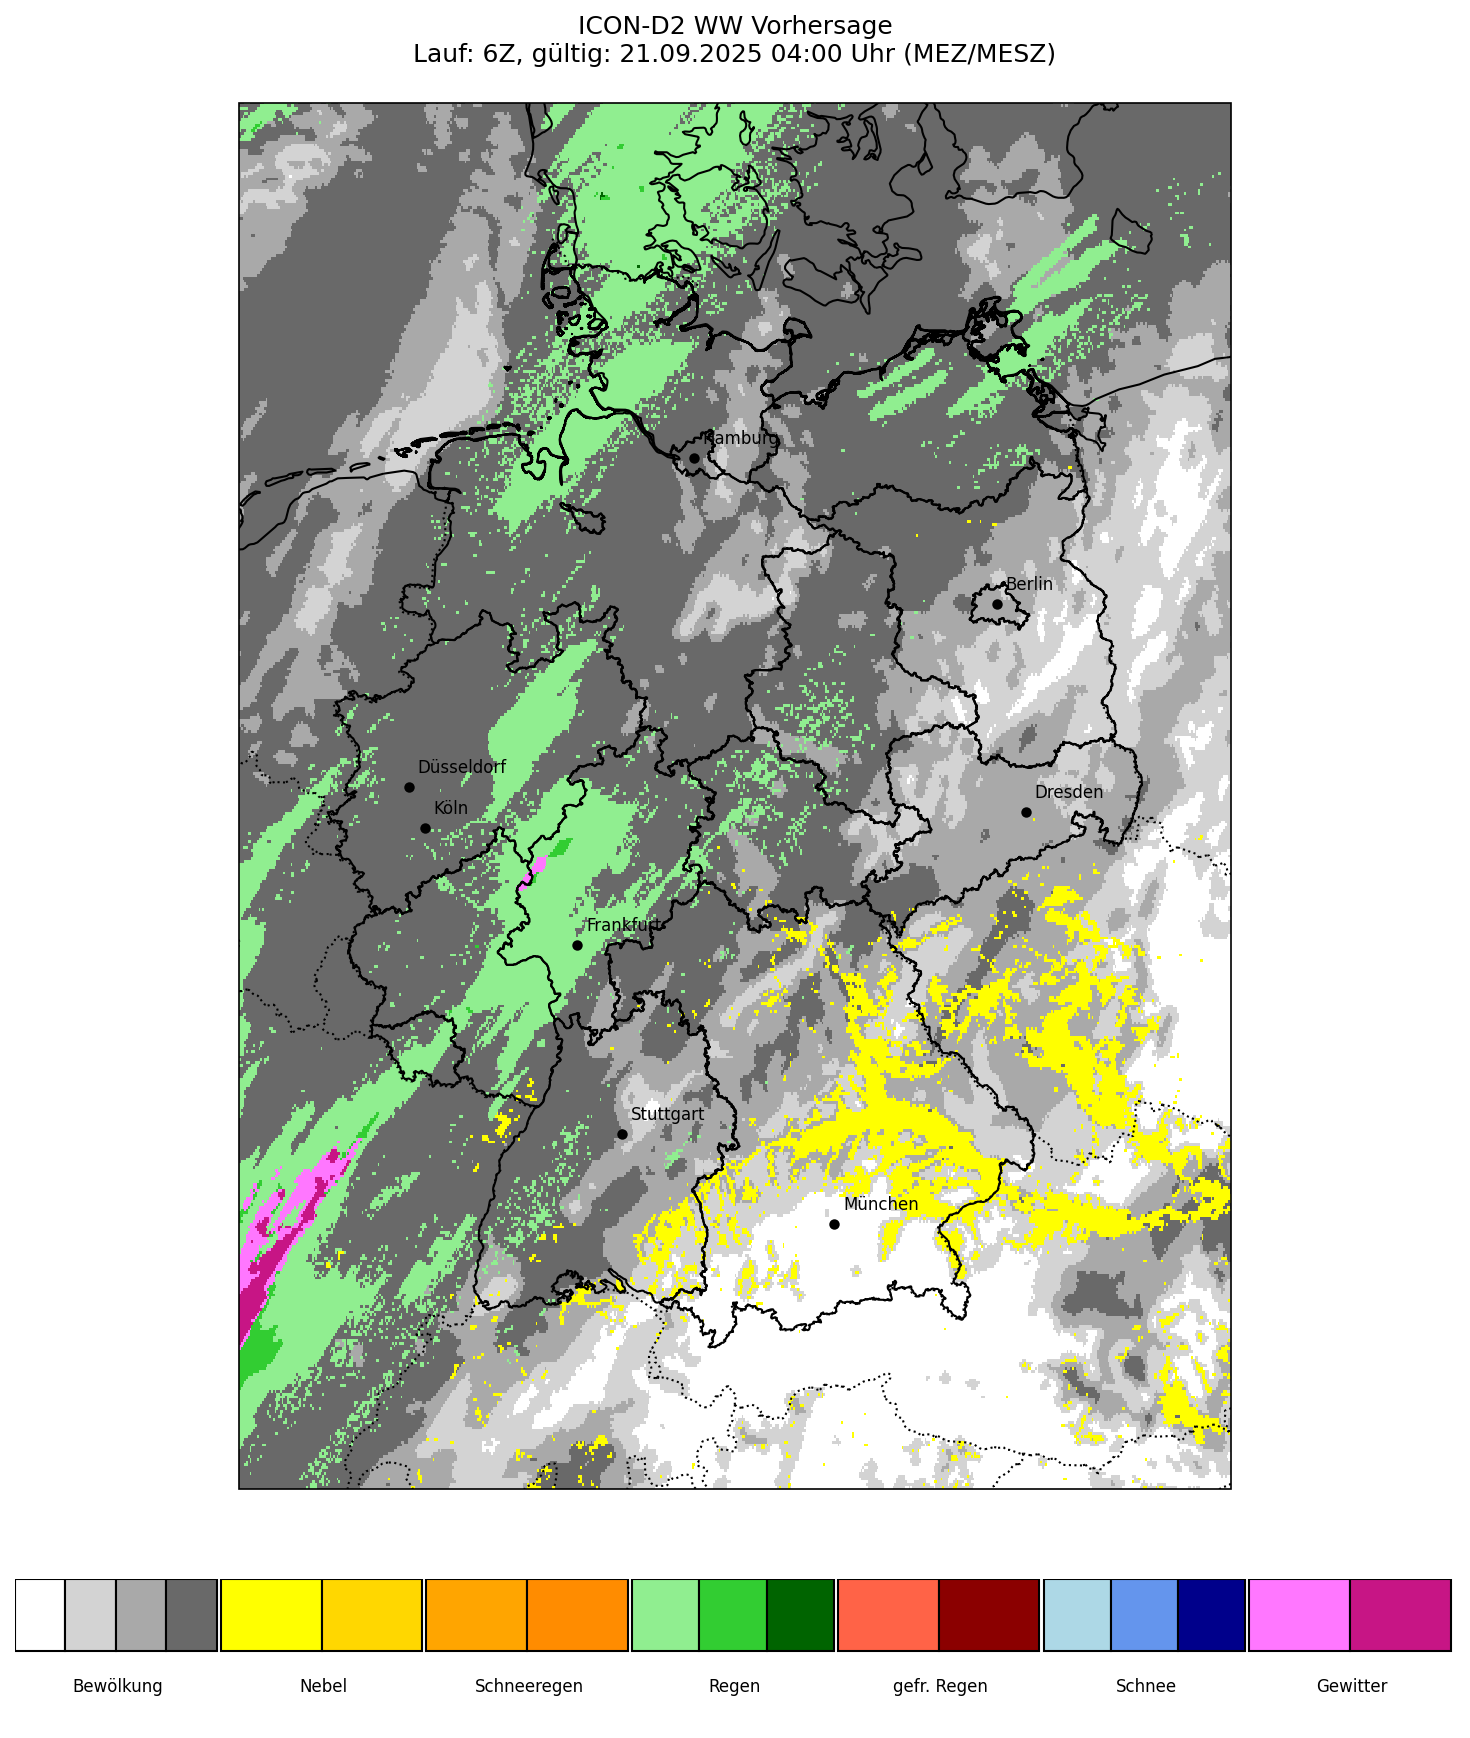 ICON-D2 WW Vorhersage
Lauf: 6Z, gültig: 21.09.2025 04:00 Uhr (MEZ/MESZ)
Hamburg
Berlin
Düsseldorf
Köln
Dresden
Frankfurt
Stuttgart
München
Bewölkung
Nebel
Schneeregen
Regen
gefr. Regen
Schnee
Gewitter